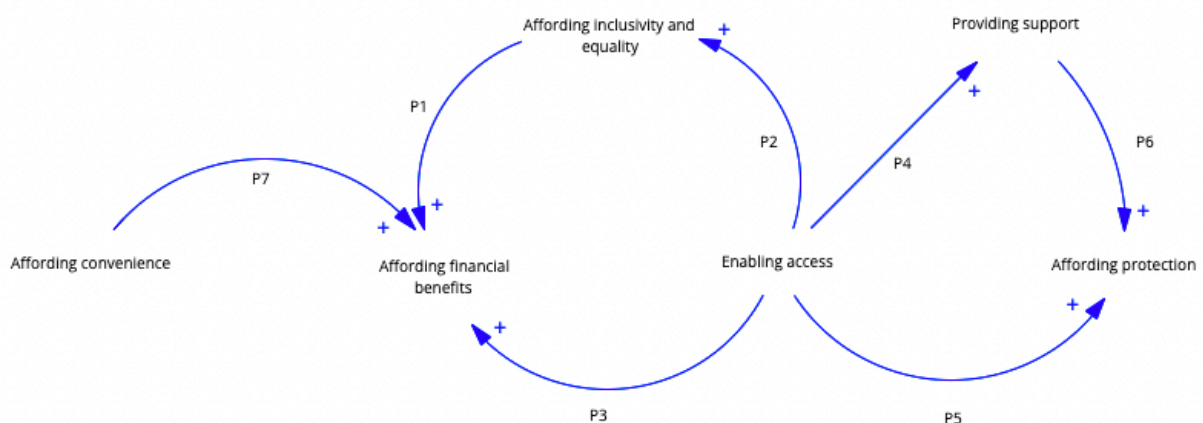 Affording inclusivity and
equality
Providing support
+
+
P1
P2
P4
P6
P7
+
+
+
+
Affording convenience
Affording financial
benefits
Enabling access
Affording protection
+
+
P3
P5